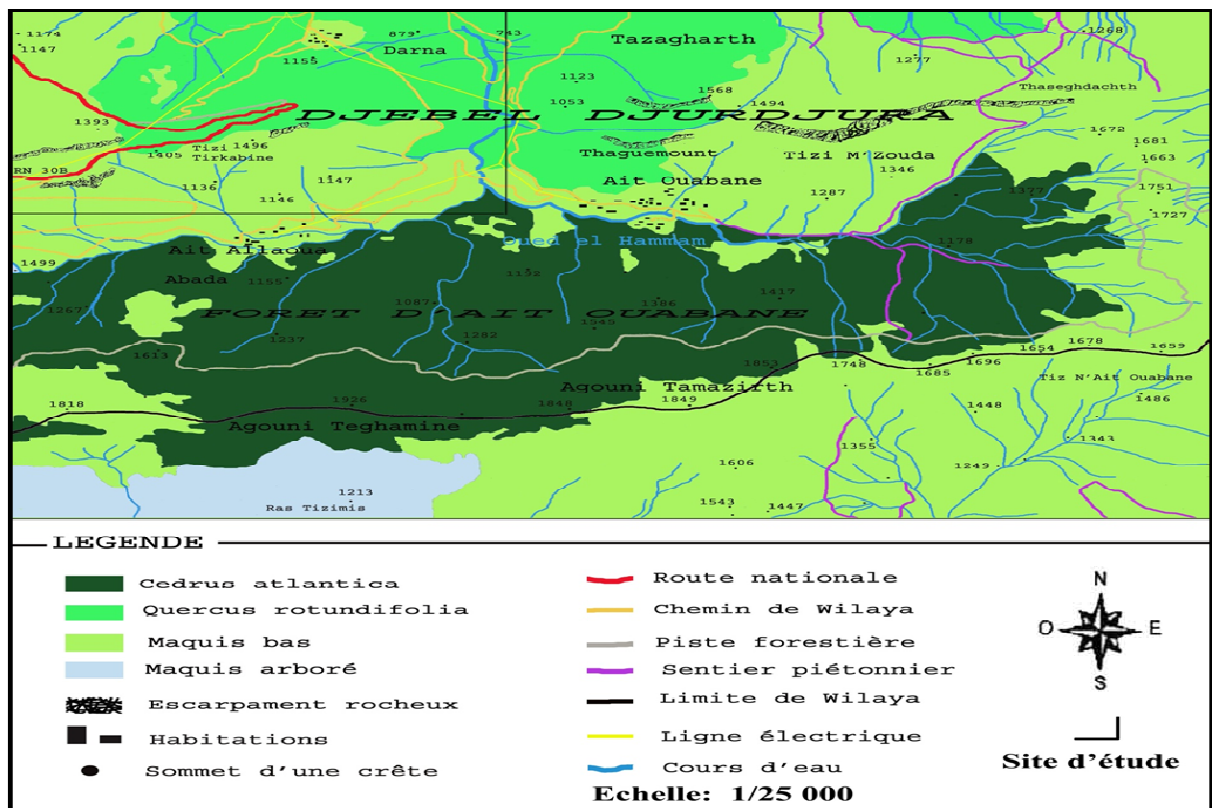 1174
1147
1155
879
Darna
743
Tazagharth
1277
1268
1123
1053
1568
1494
Thaseghdachth
1393
DJEBEL DJURDJURA
1672
1681
1663
1405
Tizi 1496
Tirkabine
Thaguemount
Tizi M'Zouda
1346
RN 30B
1136
1147
1146
Ait Ouabane
1287
1377
1751
1727
Ait Allaoua
Oued el Hammam
1178
1499
Abada
1155
1132
1267
1087
1386
1417
FORET D'AIT OUABANE
1945
1237
1282
1613
1853
1748
1685
1696
1654
1678
1659
Agouni Tamazirth
Tiz N'Ait Ouabane
1818
1926
1848
1849
1448
1486
Agouni Teghamine
1355
1343
1606
1249
1213
Ras Tizimis
1543
1447
LEGENDE
Cedrus atlantica
Quercus rotundifolia
Maquis bas
Maquis arboré
Escarpament rocheux
Habitations
Sommet d'une crête
Route nationale
Chemin de Wilaya
Piste forestière
Sentier piétonnier
Limite de Wilaya
Ligne électrique
Cours d'eau
Echelle: 1/25 000
N
O E
S
Site d'étude